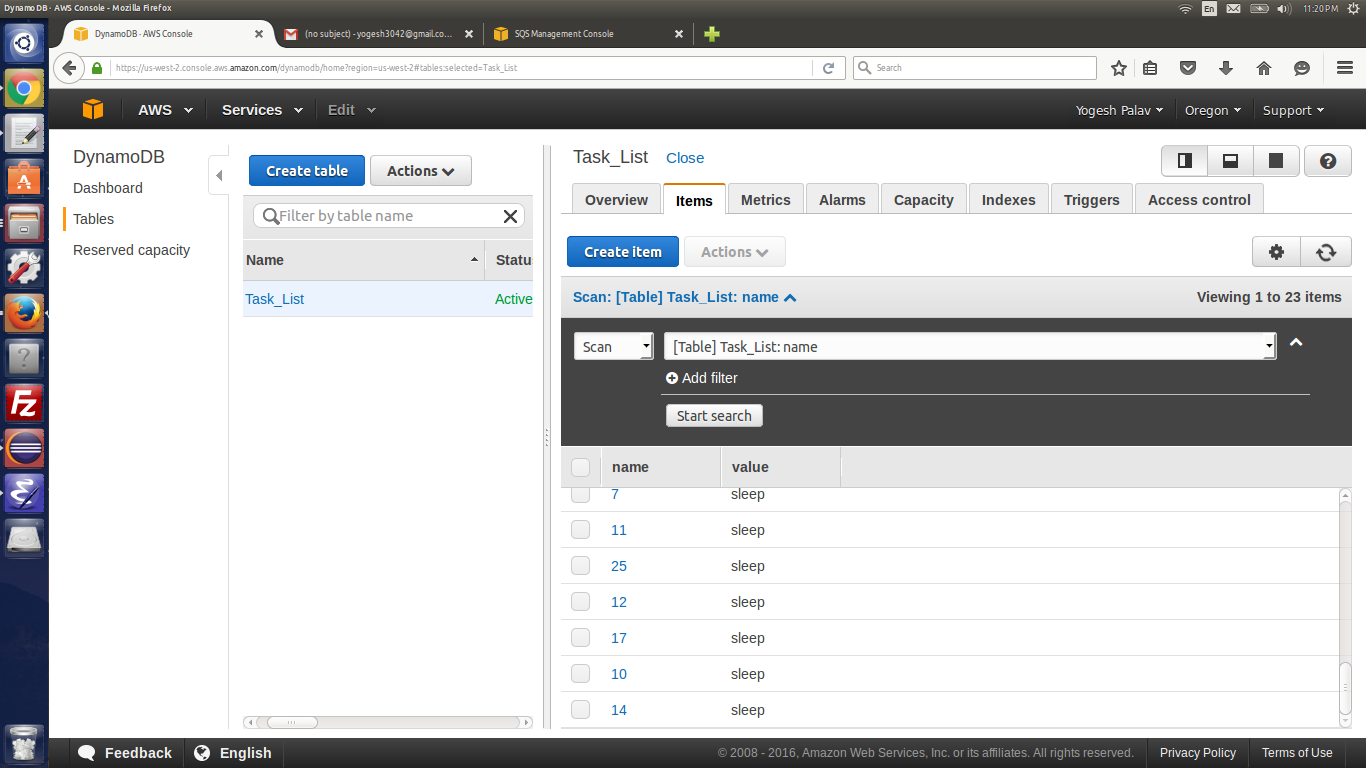 DynamoDB · AWS Console - Mozilla Firefox
En
11:20 PM
DynamoDB · AWS Console
(no subject) - yogesh3042@gmail.co...
SQS Management Console
https://us-west-2.console.aws.amazon.com/dynamodb/home?region=us-west-2#tables:selected=Task_List
Search
AWS
Services
Edit
Yogesh Palav
Oregon
Support
DynamoDB
Dashboard
Tables
Reserved capacity
Create table
Actions
Filter by table name
Name
Statu
Task_List
Active
Task_List
Close
?
Overview
Items
Metrics
Alarms
Capacity
Indexes
Triggers
Access control
Create item
Actions
Scan: [Table] Task_List: name
Viewing 1 to 23 items
Scan
[Table] Task_List: name
Add filter
Start search
name value
7 sleep
11 sleep
25 sleep
12 sleep
17 sleep
10 sleep
14 sleep
?
Fz
Feedback
English
© 2008 - 2016, Amazon Web Services, Inc. or its affiliates. All rights reserved.
Privacy Policy
Terms of Use